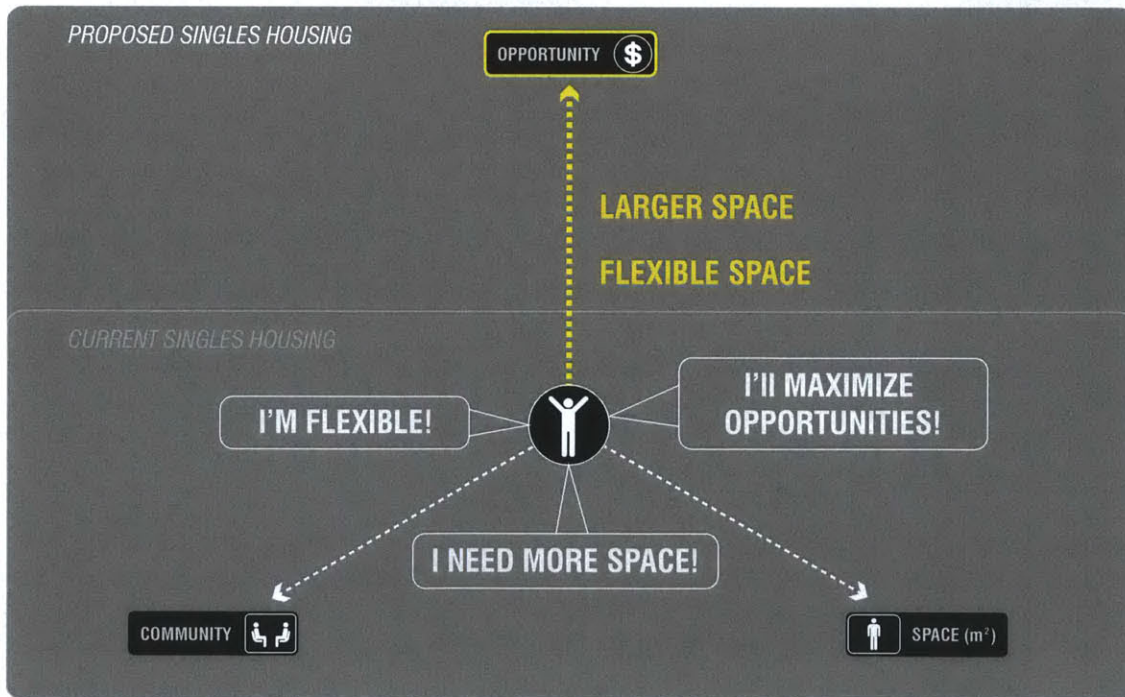 PROPOSED SINGLES HOUSING
OPPORTUNITY $
LARGER SPACE
FLEXIBLE SPACE
CURRENT SINGLES HOUSING
I'M FLEXIBLE!
I'll MAXIMIZE
OPPORTUNITIES!
I NEED MORE SPACE!
COMMUNITY
SPACE (m²)